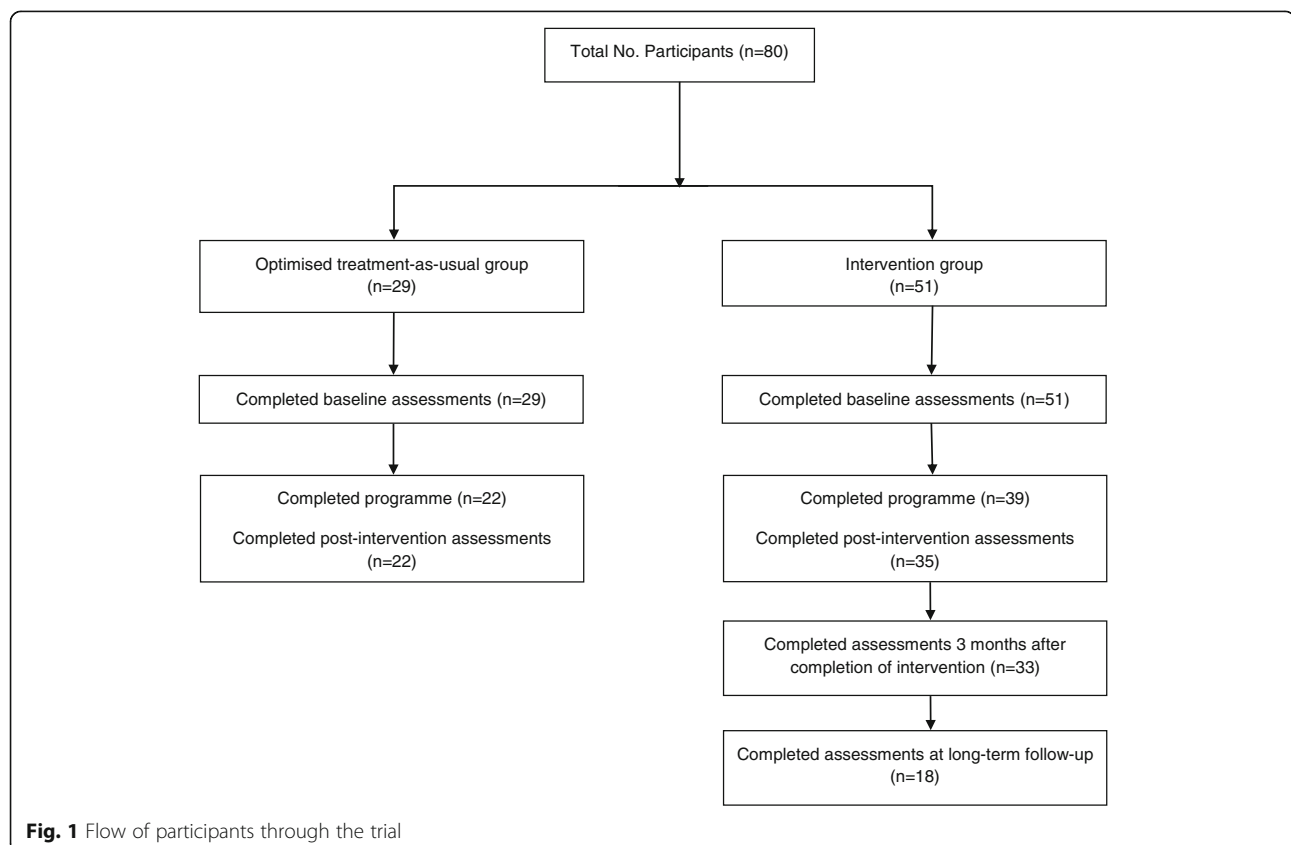 Total No. Participants (n=80)
Optimised treatment-as-usual group
(n=29)
Intervention group
(n=51)
Completed baseline assessments (n=29)
Completed baseline assessments (n=51)
Completed programme (n=22)
Completed post-intervention assessments
(n=22)
Completed programme (n=39)
Completed post-intervention assessments
(n=35)
Completed assessments 3 months after
completion of intervention (n=33)
Completed assessments at long-term follow-up
(n=18)
Fig. 1 Flow of participants through the trial